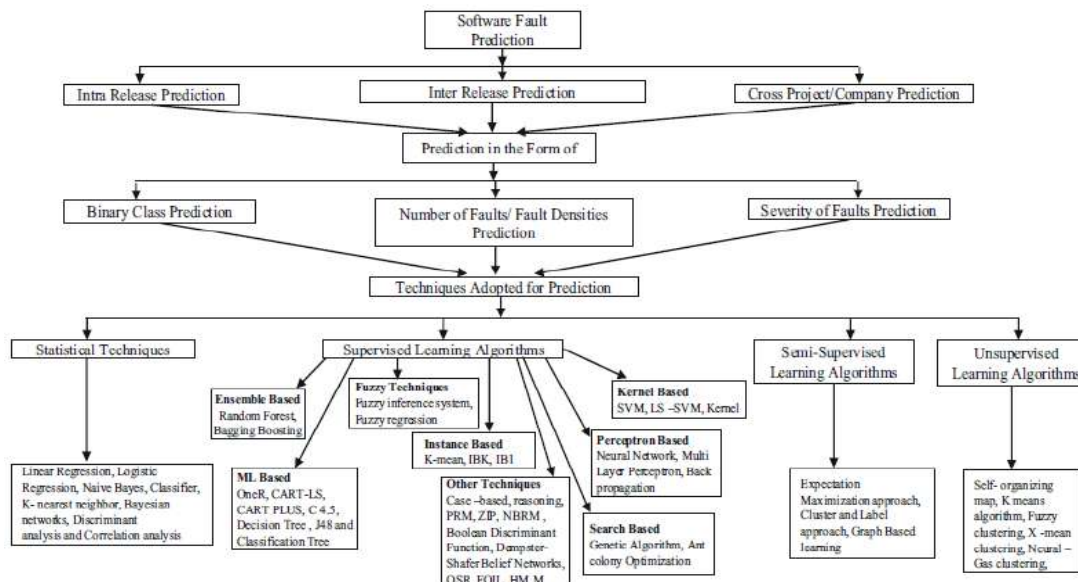 Software Fault
Prediction
Intra Release Prediction
Inter Release Prediction
Cross Project/Company Prediction
Prediction in the Form of
Binary Class Prediction
Number of Faults/ Fault Densities
Prediction
Severity of Faults Prediction
Techniques Adopted for Prediction
Statistical Techniques
Supervised Learning Algorithms
Semi-Supervised
Learning Algorithms
Unsupervised
Learning Algorithms
Linear Regression, Logistic
Regression, Naive Bayes, Classifier,
K- nearest neighbor, Bayesian
networks, Discriminant
analysis and Correlation analysis
Ensemble Based
Random Forest,
Bagging Boosting
ML Based
OneR, CART-LS,
CART PLUS, C 4.5,
Decision Tree , J48 and
Classification Tree
Fuzzy Techniques
Fuzzy inference system,
Fuzzy regression
Instance Based
K-mean, IBK, IB1
Other Techniques
Case –based, reasoning,
PRM, ZIP, NBRM ,
Boolean Discriminant
Function, Dempster-
Shafer Belief Networks,
OSR, FOIL, HM M
Kernel Based
SVM, LS –SVM, Kernel
Perceptron Based
Neural Network, Multi
Layer Perceptron, Back
propagation
Search Based
Genetic Algorithm, Ant
colony Optimization
Expectation
Maximization approach,
Cluster and Label
approach, Graph Based
learning
Self- organizing
map, K means
algorithm, Fuzzy
clustering, X -mean
clustering, Neural –
Gas clustering,